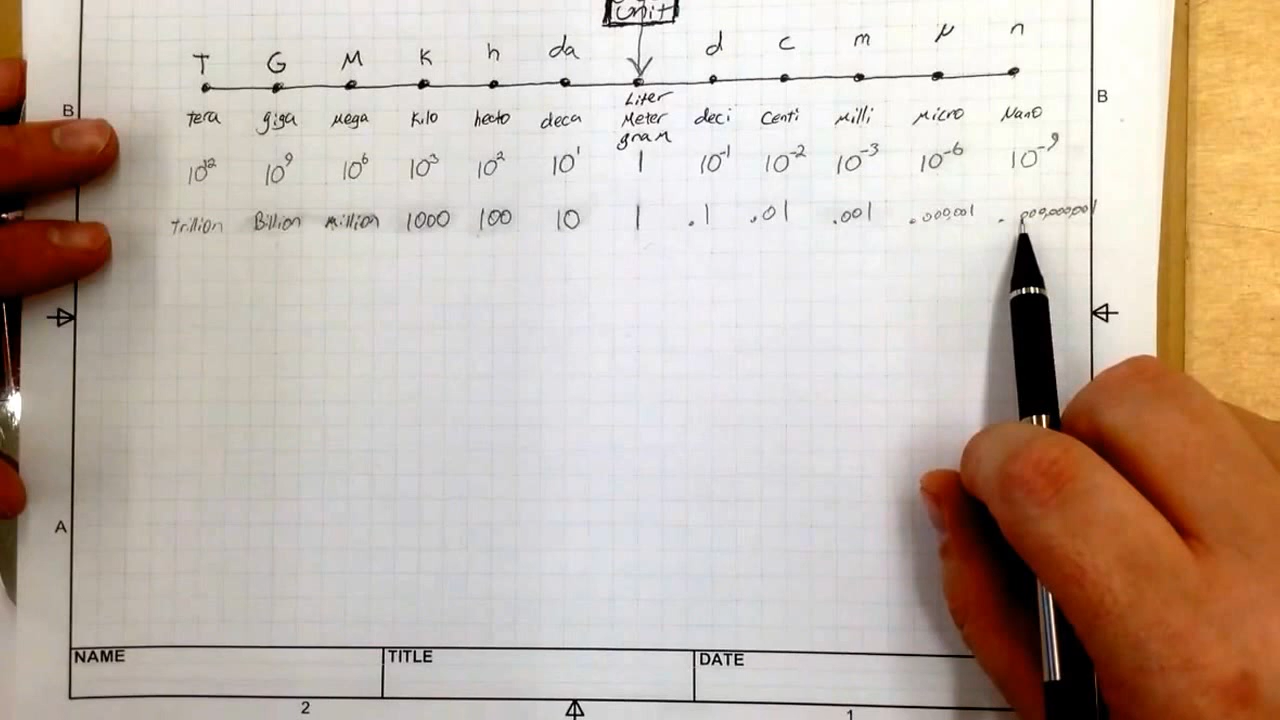 unit
T G M K h da d c m μ n
Liter
tera giga Mega Kilo hecto deca Meter deci Centi Milli Micro Nano
gram
10¹² 10⁹ 10⁶ 10³ 10² 10¹ 1 10⁻¹ 10⁻² 10⁻³ 10⁻⁶ 10⁻⁹
trillion Billion Million 1000 100 10 1 .1 .01 .001 .000,001 .000,000,001
B B
A
NAME TITLE DATE
2 1